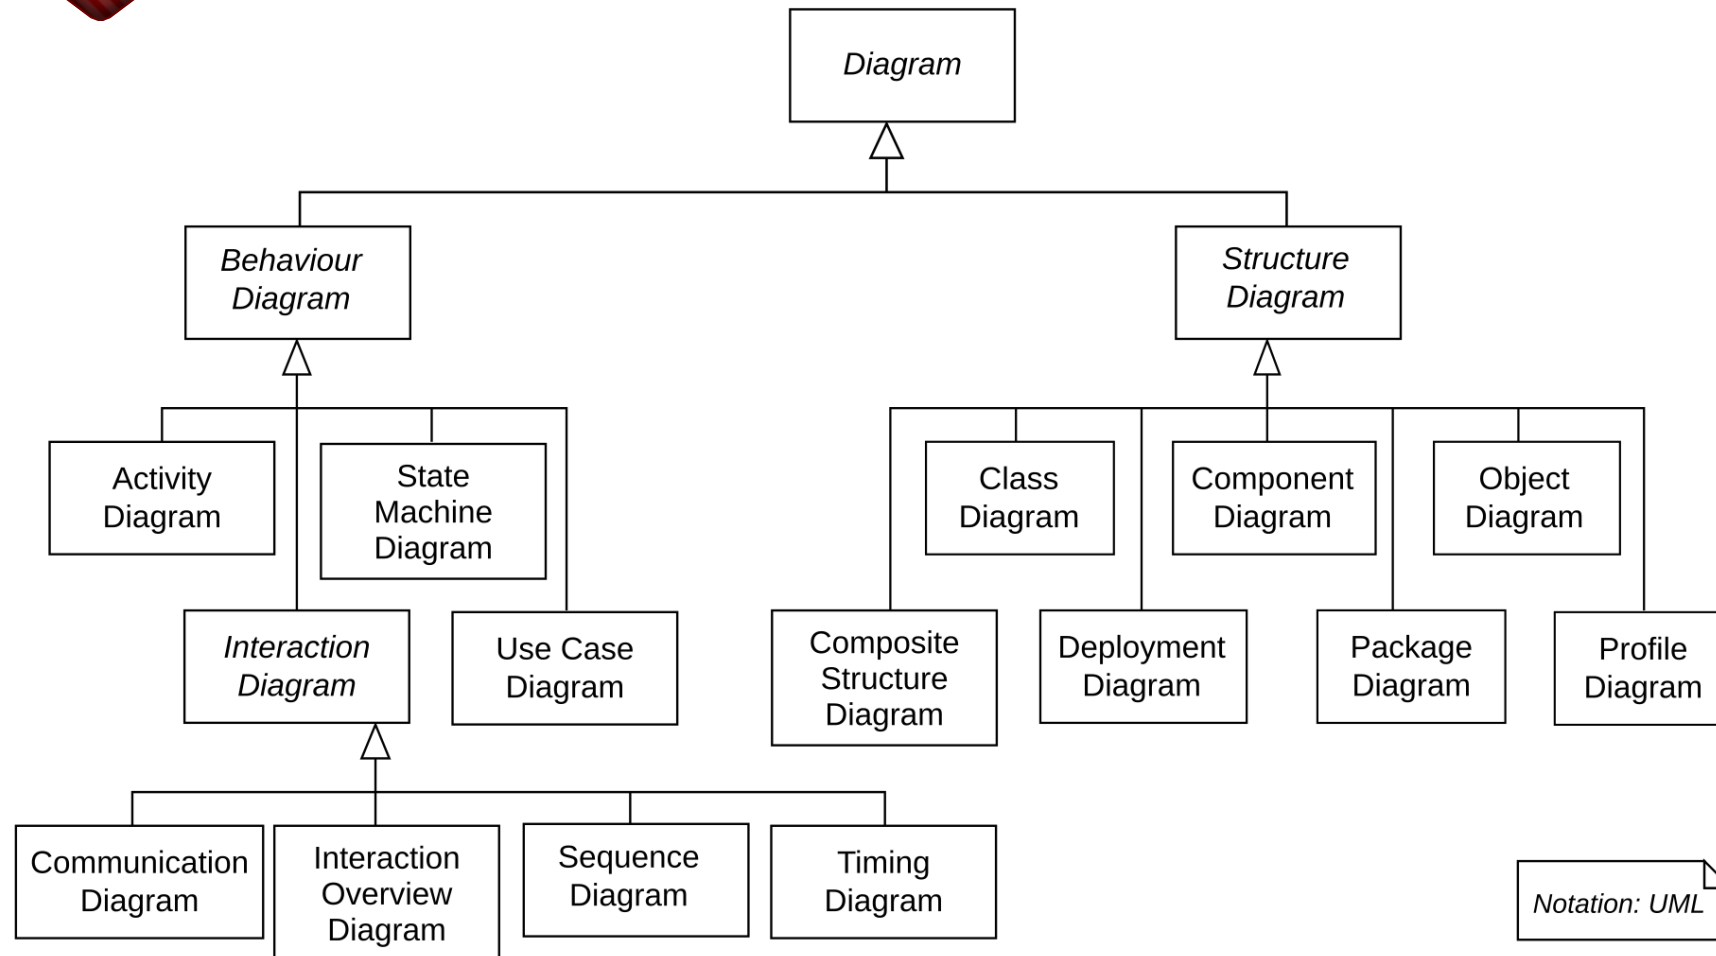 Diagram
Behaviour
Diagram
Structure
Diagram
Activity
Diagram
State
Machine
Diagram
Class
Diagram
Component
Diagram
Object
Diagram
Interaction
Diagram
Use Case
Diagram
Composite
Structure
Diagram
Deployment
Diagram
Package
Diagram
Profile
Diagram
Communication
Diagram
Interaction
Overview
Diagram
Sequence
Diagram
Timing
Diagram
Notation: UML